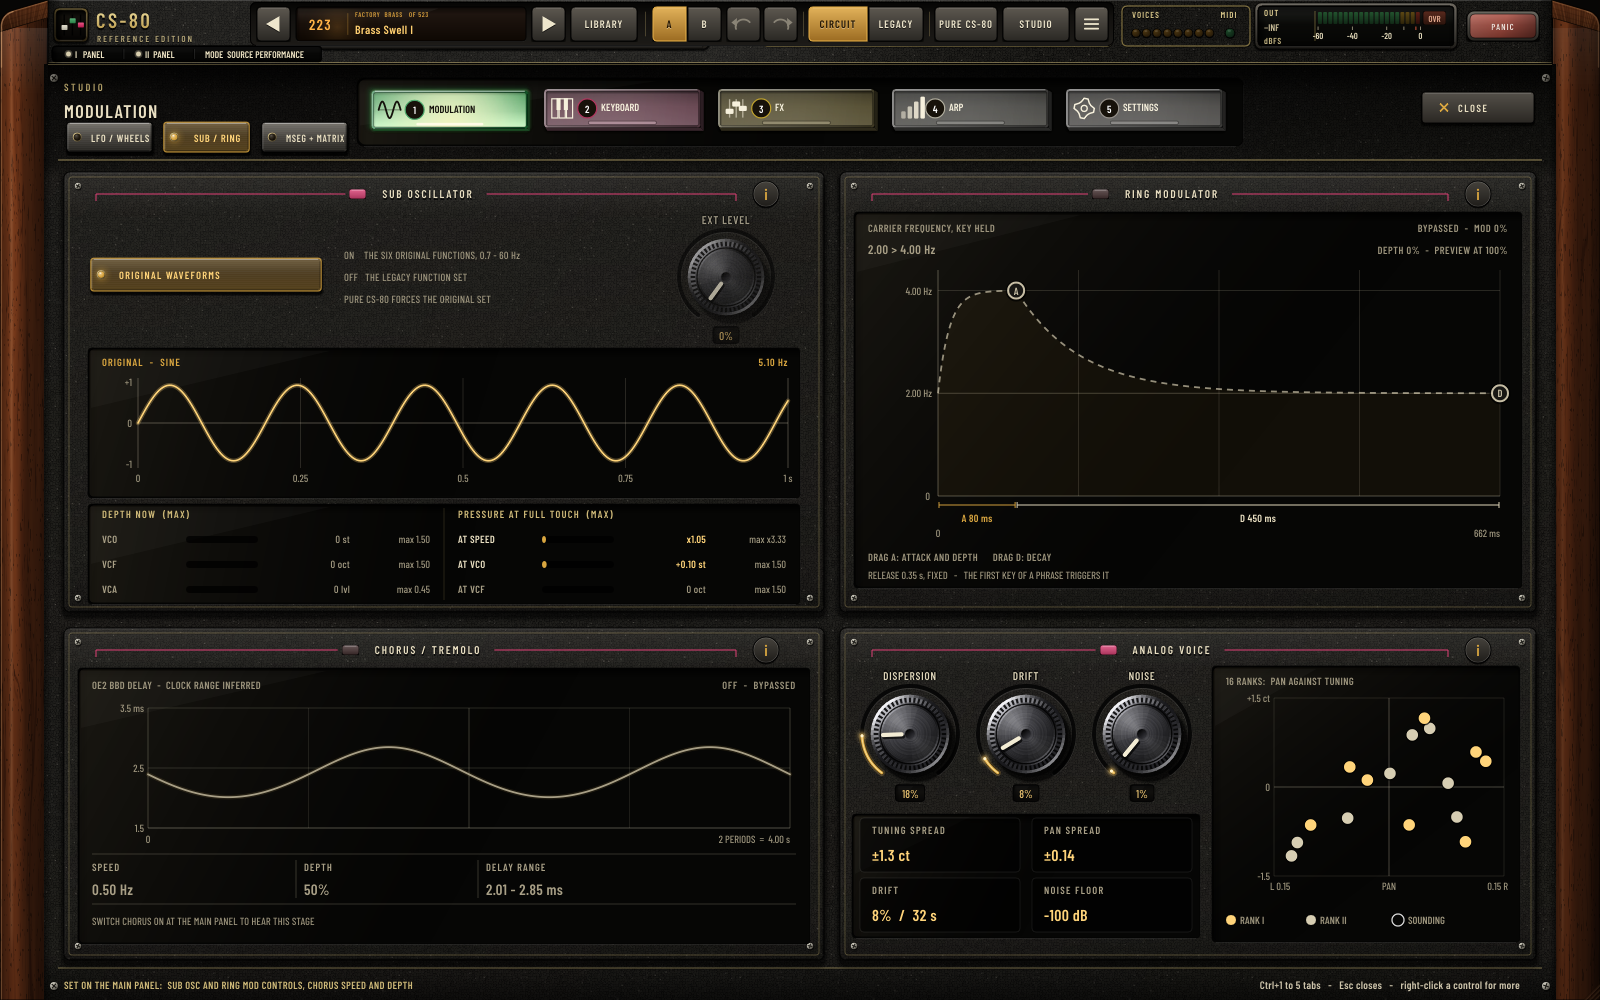 CS-80
REFERENCE EDITION
223
FACTORY BRASS OF 523
Brass Swell I
LIBRARY
A
B
CIRCUIT
LEGACY
PURE CS-80
STUDIO
VOICES
MIDI
OUT
-INF
dBFS
-60 -40 -20 0
OVR
PANIC
I PANEL
II PANEL
MODE SOURCE PERFORMANCE
STUDIO
MODULATION
1 MODULATION
2 KEYBOARD
3 FX
4 ARP
5 SETTINGS
CLOSE
LFO / WHEELS
SUB / RING
MSEG + MATRIX
SUB OSCILLATOR
i
EXT LEVEL
ORIGINAL WAVEFORMS
ON THE SIX ORIGINAL FUNCTIONS, 0.7 - 60 Hz
OFF THE LEGACY FUNCTION SET
PURE CS-80 FORCES THE ORIGINAL SET
0%
ORIGINAL - SINE
5.10 Hz
+1
0
-1
0 0.25 0.5 0.75 1 s
DEPTH NOW (MAX)
VCO 0 st max 1.50
VCF 0 oct max 1.50
VCA 0 lvl max 0.45
PRESSURE AT FULL TOUCH (MAX)
AT SPEED x1.05 max x3.33
AT VCO +0.10 st max 1.50
AT VCF 0 oct max 1.50
RING MODULATOR
i
CARRIER FREQUENCY, KEY HELD
BYPASSED - MOD 0%
2.00 > 4.00 Hz
DEPTH 0% - PREVIEW AT 100%
4.00 Hz
A
2.00 Hz
D
0
A 80 ms
D 450 ms
0
662 ms
DRAG A: ATTACK AND DEPTH DRAG D: DECAY
RELEASE 0.35 s, FIXED - THE FIRST KEY OF A PHRASE TRIGGERS IT
CHORUS / TREMOLO
i
OE2 BBD DELAY - CLOCK RANGE INFERRED
OFF - BYPASSED
3.5 ms
2.5
1.5
0
2 PERIODS = 4.00 s
SPEED
0.50 Hz
DEPTH
50%
DELAY RANGE
2.01 - 2.85 ms
SWITCH CHORUS ON AT THE MAIN PANEL TO HEAR THIS STAGE
ANALOG VOICE
i
DISPERSION
DRIFT
NOISE
18%
8%
1%
TUNING SPREAD
±1.3 ct
PAN SPREAD
±0.14
DRIFT
8% / 32 s
NOISE FLOOR
-100 dB
16 RANKS: PAN AGAINST TUNING
+1.5 ct
0
-1.5
L 0.15 PAN 0.15 R
RANK I
RANK II
SOUNDING
SET ON THE MAIN PANEL: SUB OSC AND RING MOD CONTROLS, CHORUS SPEED AND DEPTH
Ctrl+1 to 5 tabs - Esc closes - right-click a control for more